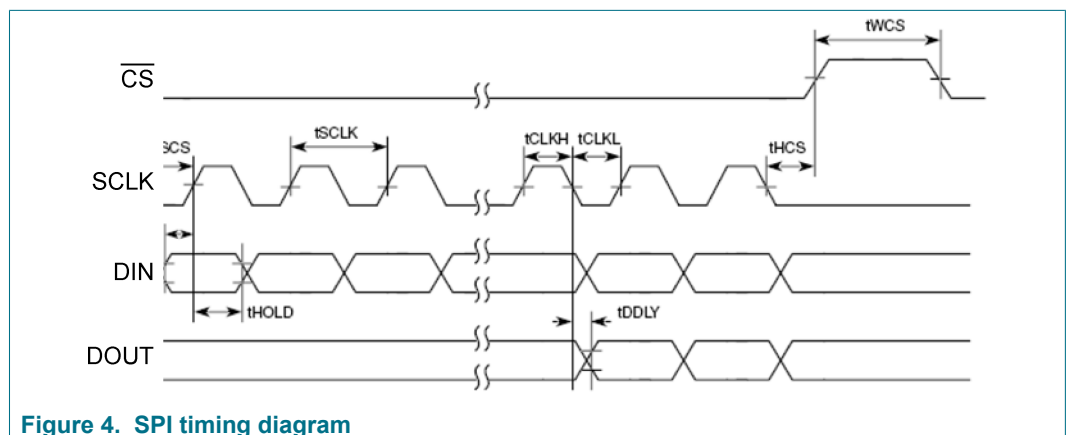 tWCS
CS
tSCLK
tCLKH
tCLKL
SCS
tHCS
SCLK
DIN
tHOLD
tDDLY
DOUT
Figure 4. SPI timing diagram